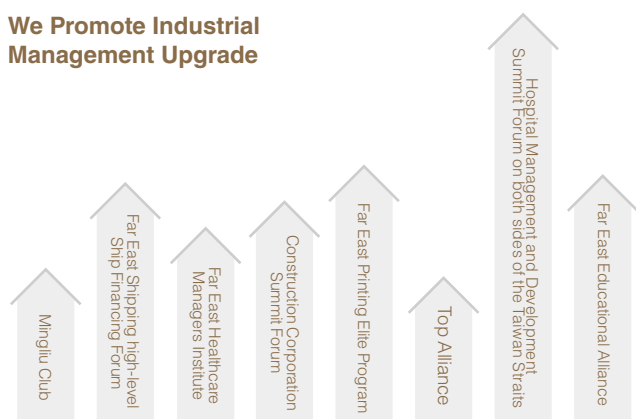 We Promote Industrial
Management Upgrade
Mingliu Club
Far East Shipping high-level
Ship Financing Forum
Far East Healthcare
Managers Institute
Construction Corporation
Summit Forum
Far East Printing Elite Program
Top Alliance
Hospital Management and Development
Summit Forum on both sides of the Taiwan Straits
Far East Educational Alliance